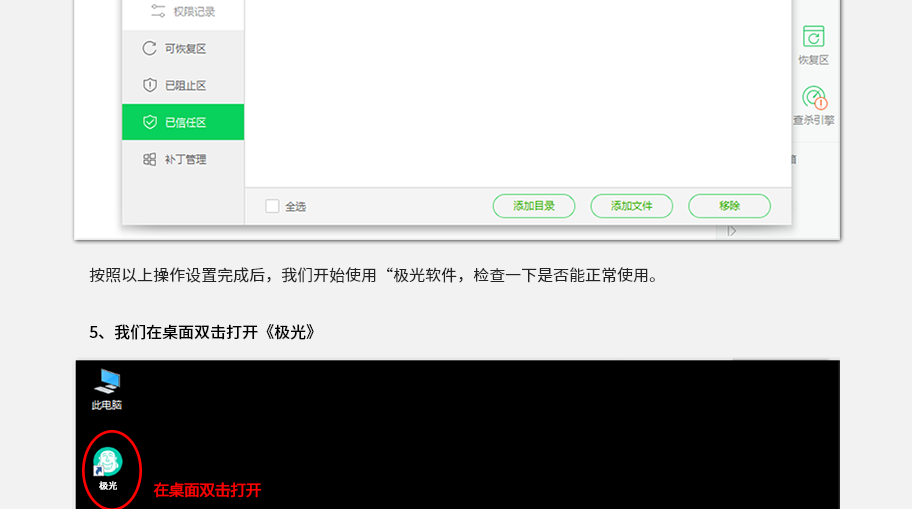 权限记录
可恢复区
已阻止区
已信任区
补丁管理
恢复区
查杀引擎
全选
添加目录
添加文件
移除
按照以上操作设置完成后，我们开始使用“极光软件，检查一下是否能正常使用。
5、我们在桌面双击打开《极光》
此电脑
极光
在桌面双击打开